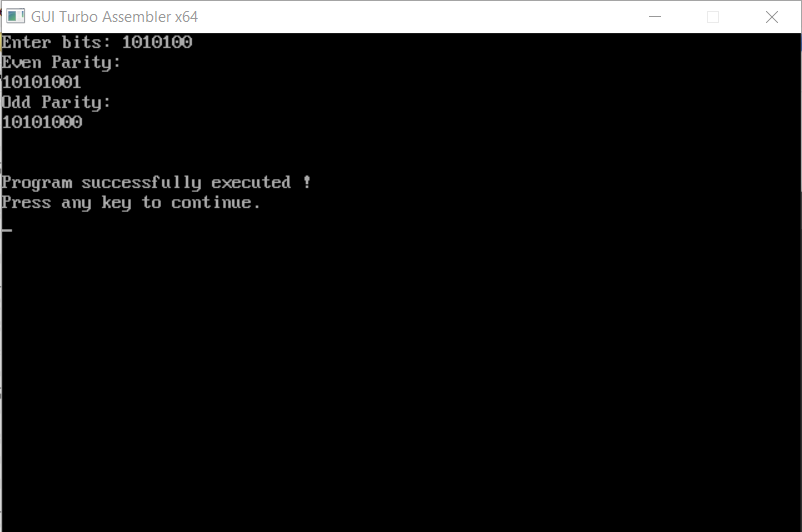 GUI Turbo Assembler x64
Enter bits: 1010100
Even Parity:
10101001
Odd Parity:
10101000
Program successfully executed !
Press any key to continue.